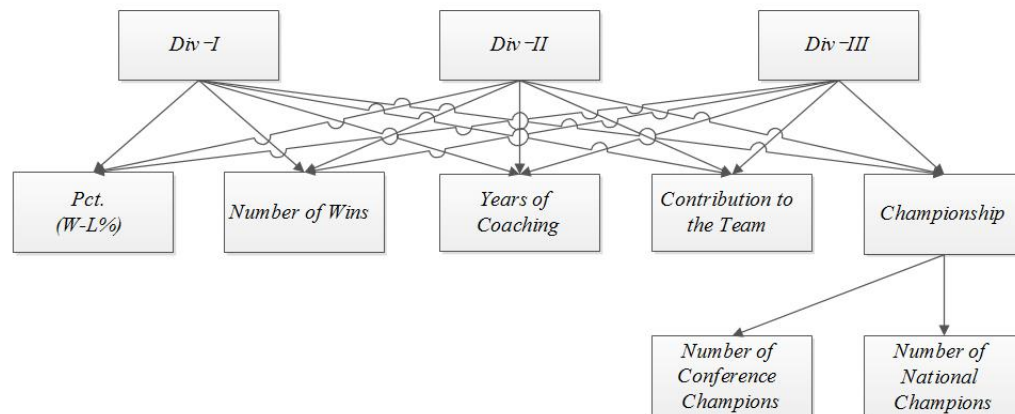 Div-I
Div-II
Div-III
Pct.
(W-L%)
Number of Wins
Years of
Coaching
Contribution to
the Team
Championship
Number of
Conference
Champions
Number of
National
Champions